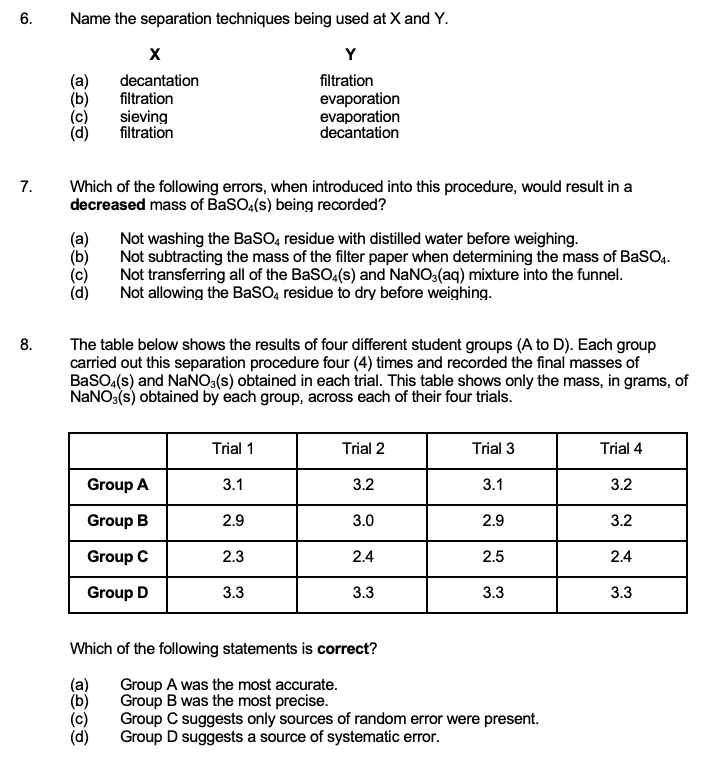 6. Name the separation techniques being used at X and Y.
X Y
(a) decantation filtration
(b) filtration evaporation
(c) sieving evaporation
(d) filtration decantation
7. Which of the following errors, when introduced into this procedure, would result in a
decreased mass of BaSO₄(s) being recorded?
(a) Not washing the BaSO₄ residue with distilled water before weighing.
(b) Not subtracting the mass of the filter paper when determining the mass of BaSO₄.
(c) Not transferring all of the BaSO₄(s) and NaNO₃(aq) mixture into the funnel.
(d) Not allowing the BaSO₄ residue to dry before weighing.
8. The table below shows the results of four different student groups (A to D). Each group
carried out this separation procedure four (4) times and recorded the final masses of
BaSO₄(s) and NaNO₃(s) obtained in each trial. This table shows only the mass, in grams, of
NaNO₃(s) obtained by each group, across each of their four trials.
Trial 1 Trial 2 Trial 3 Trial 4
Group A 3.1 3.2 3.1 3.2
Group B 2.9 3.0 2.9 3.2
Group C 2.3 2.4 2.5 2.4
Group D 3.3 3.3 3.3 3.3
Which of the following statements is correct?
(a) Group A was the most accurate.
(b) Group B was the most precise.
(c) Group C suggests only sources of random error were present.
(d) Group D suggests a source of systematic error.